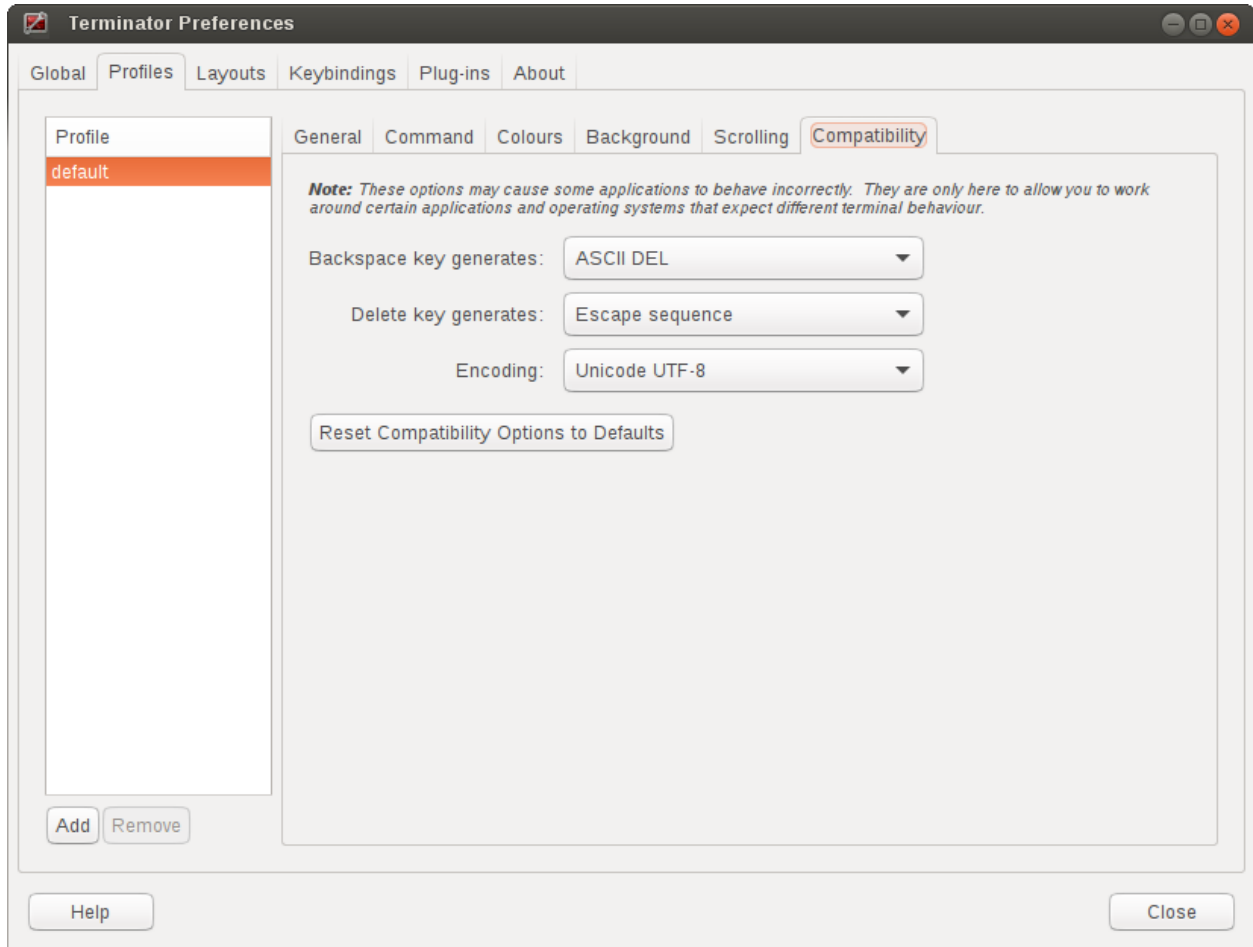 Terminator Preferences
Global Profiles Layouts Keybindings Plug-ins About
Profile
default
General Command Colours Background Scrolling Compatibility
Note: These options may cause some applications to behave incorrectly. They are only here to allow you to work
around certain applications and operating systems that expect different terminal behaviour.
Backspace key generates: ASCII DEL
Delete key generates: Escape sequence
Encoding: Unicode UTF-8
Reset Compatibility Options to Defaults
Add Remove
Help Close